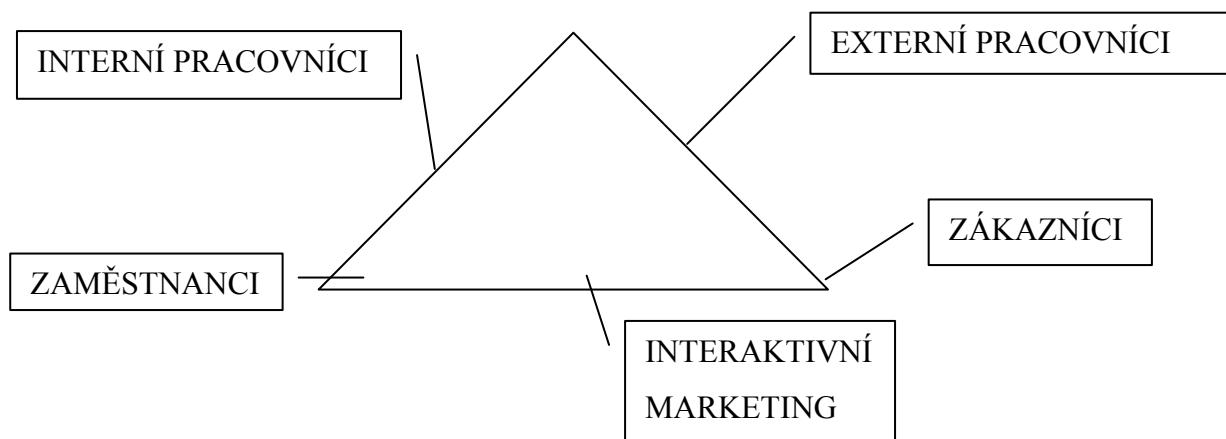 INTERNÍ PRACOVNÍCI
EXTERNÍ PRACOVNÍCI
ZÁKAZNÍCI
ZAMĚSTNANCI
INTERAKTIVNÍ
MARKETING